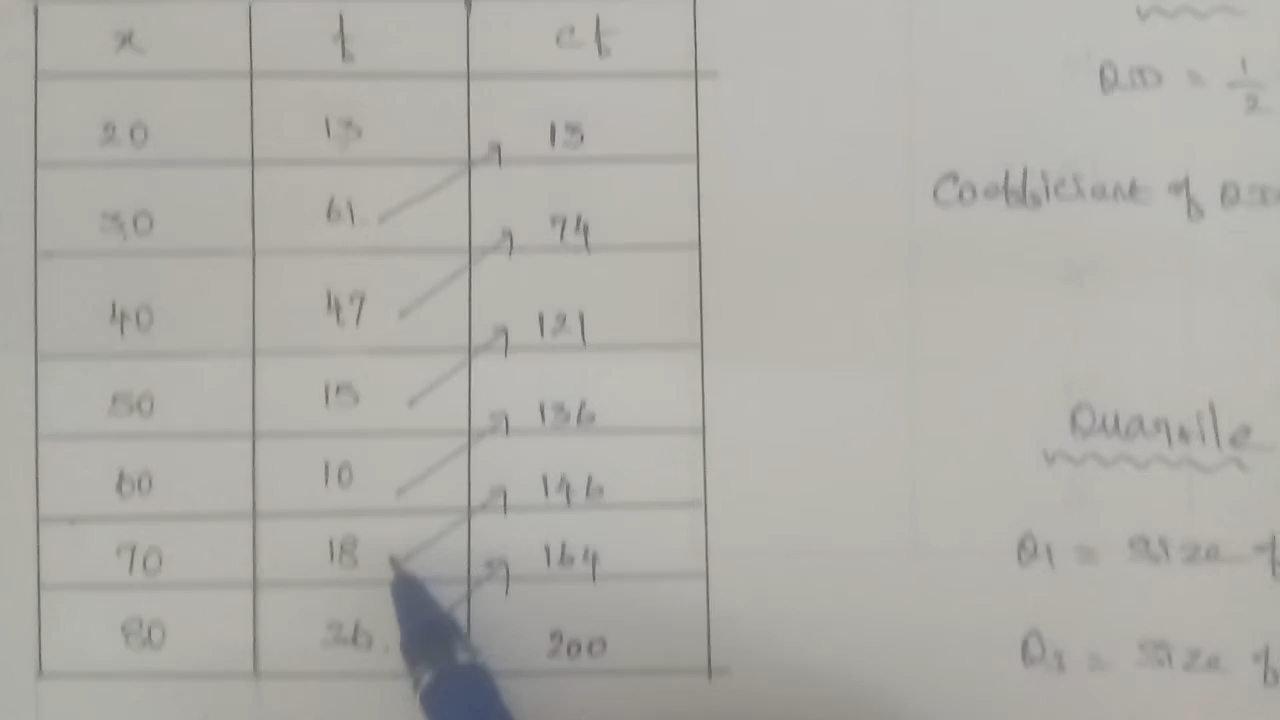 x f cf
20 13 13
30 61 74
40 47 121
50 15 136
60 10 146
70 18 164
80 36 200
QD = 1/2
Coefficient of QD
Quartile
Q1 = size of
Q3 = size of